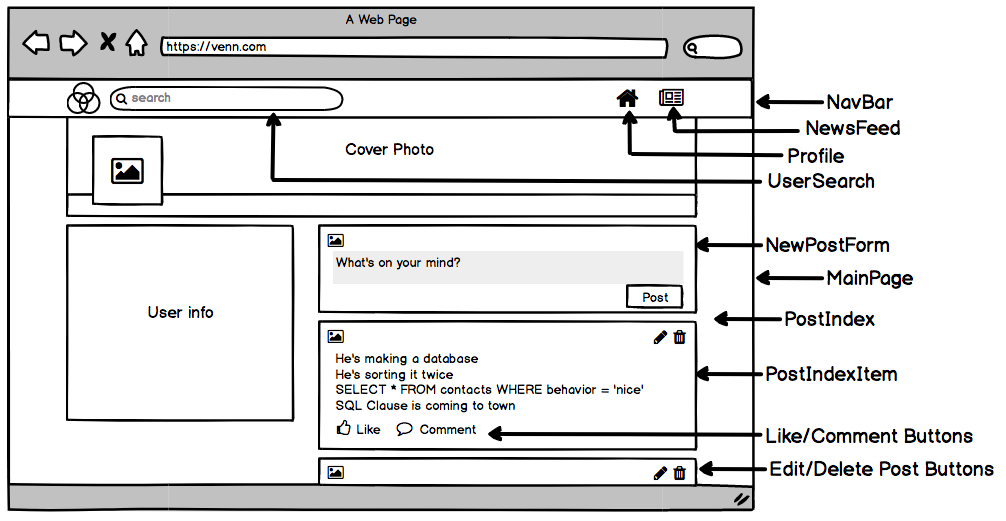 A Web Page
https://venn.com
search
NavBar
NewsFeed
Cover Photo
Profile
UserSearch
NewPostForm
What's on your mind?
MainPage
Post
User info
PostIndex
He's making a database
He's sorting it twice
SELECT * FROM contacts WHERE behavior = 'nice'
SQL Clause is coming to town
PostIndexItem
Like
Comment
Like/Comment Buttons
Edit/Delete Post Buttons